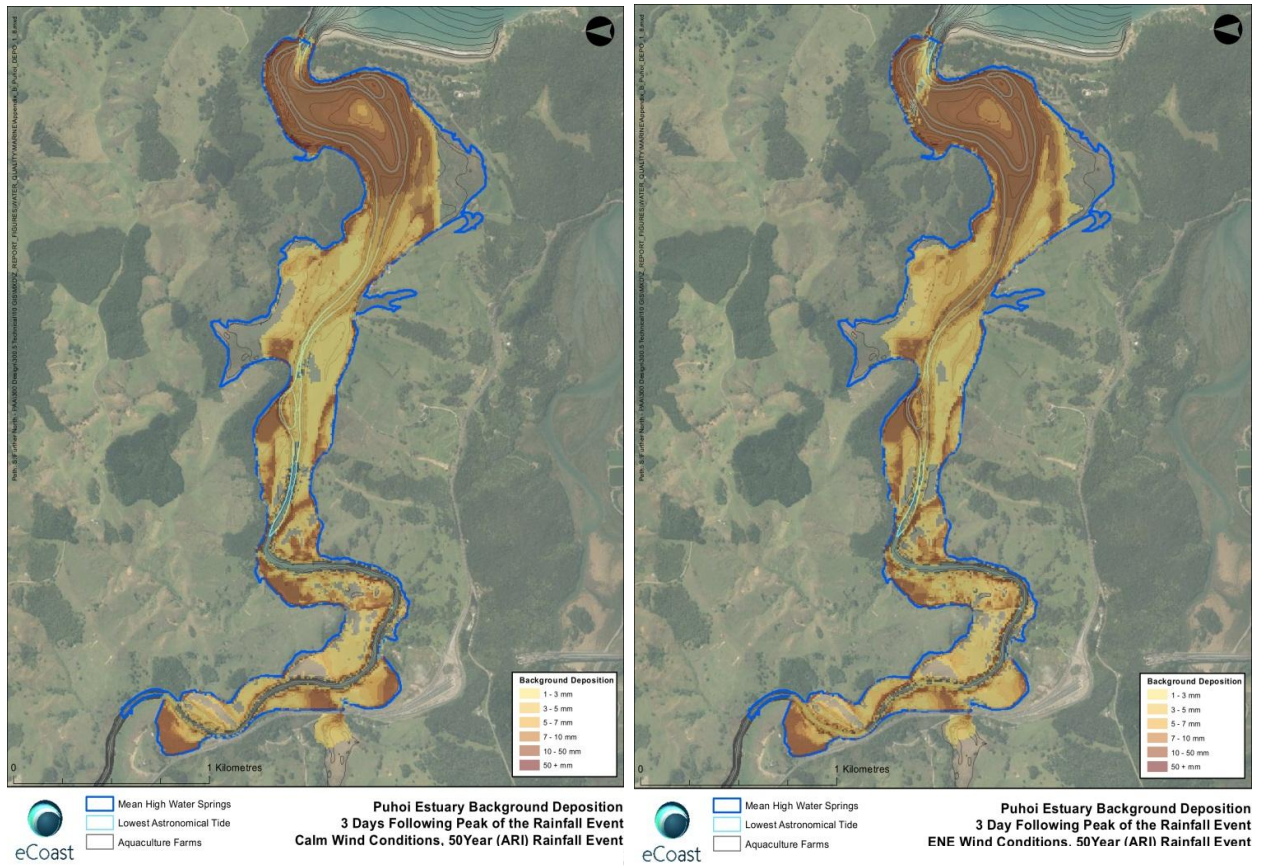 Background Deposition
1 - 3 mm
3 - 5 mm
5 - 7 mm
7 - 10 mm
10 - 50 mm
50 + mm
0
1 Kilometres
eCoast
Mean High Water Springs
Lowest Astronomical Tide
Aquaculture Farms
Puhoi Estuary Background Deposition
3 Days Following Peak of the Rainfall Event
Calm Wind Conditions, 50Year (ARI) Rainfall Event
Background Deposition
1 - 3 mm
3 - 5 mm
5 - 7 mm
7 - 10 mm
10 - 50 mm
50 + mm
0
1 Kilometres
eCoast
Mean High Water Springs
Lowest Astronomical Tide
Aquaculture Farms
Puhoi Estuary Background Deposition
3 Day Following Peak of the Rainfall Event
ENE Wind Conditions, 50Year (ARI) Rainfall Event